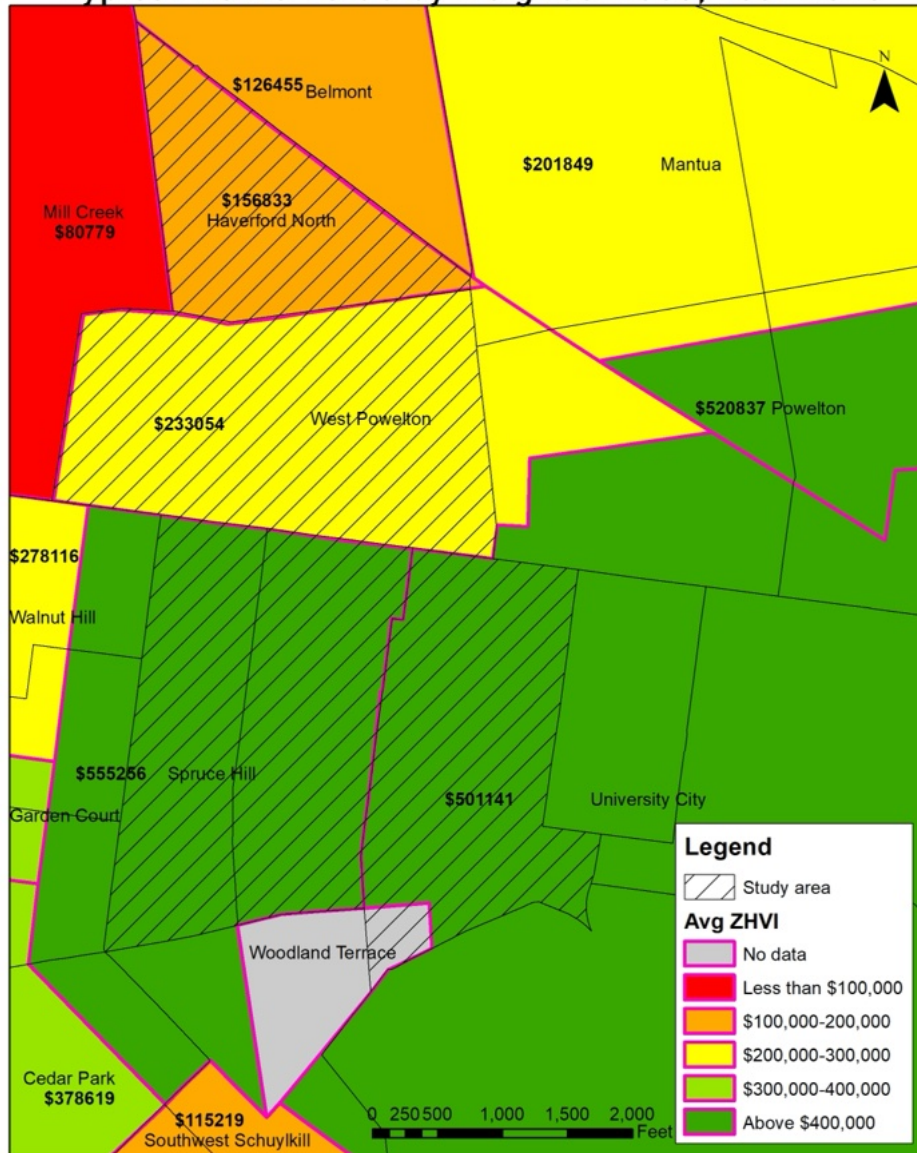 N
$126455 Belmont
$201849 Mantua
$156833
Haverford North
Mill Creek
$80779
$520837 Powelton
$233054 West Powelton
$278116
Walnut Hill
$555256 Spruce Hill
$501141 University City
Garden Court
Woodland Terrace
Cedar Park
$378619
$115219
Southwest Schuylkill
0 250 500 1,000 1,500 2,000
Feet
Legend
Study area
Avg ZHVI
No data
Less than $100,000
$100,000-200,000
$200,000-300,000
$300,000-400,000
Above $400,000